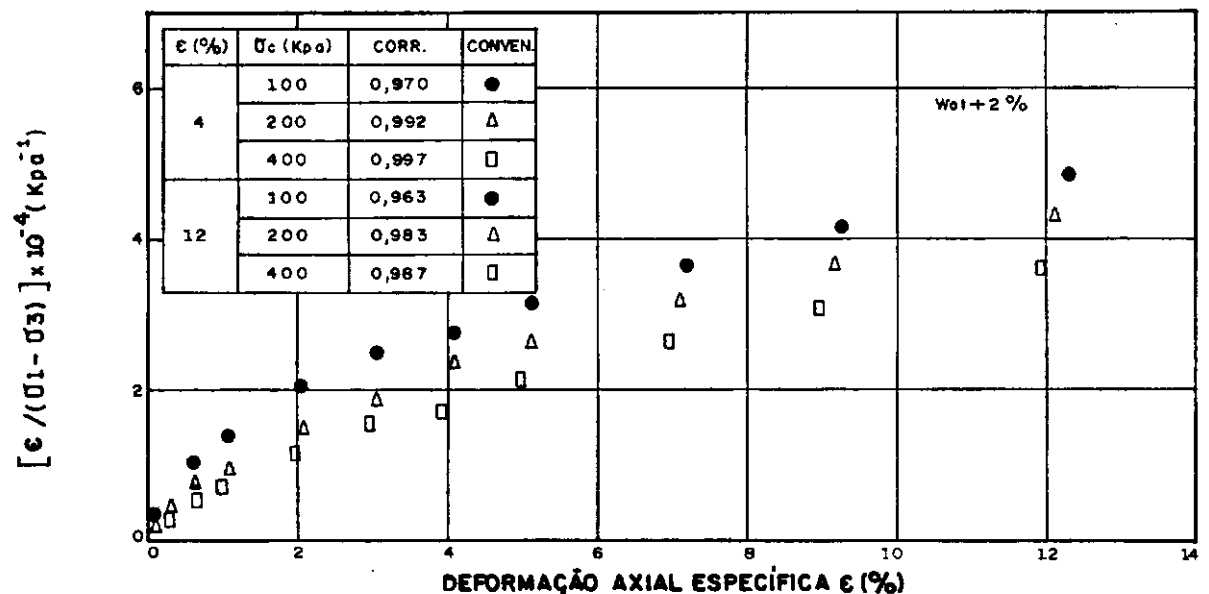 ε (%) σc (Kpa) CORR. CONVEN.
4
100 0,970 ●
200 0,992 Δ
400 0,997 □
12
100 0,963 ●
200 0,983 Δ
400 0,987 □
Wot + 2 %
[ε /(σ1 - σ3)] x 10⁻⁴ (Kpa⁻¹)
6
4
2
0
0 2 4 6 8 10 12 14
DEFORMAÇÃO AXIAL ESPECÍFICA ε (%)